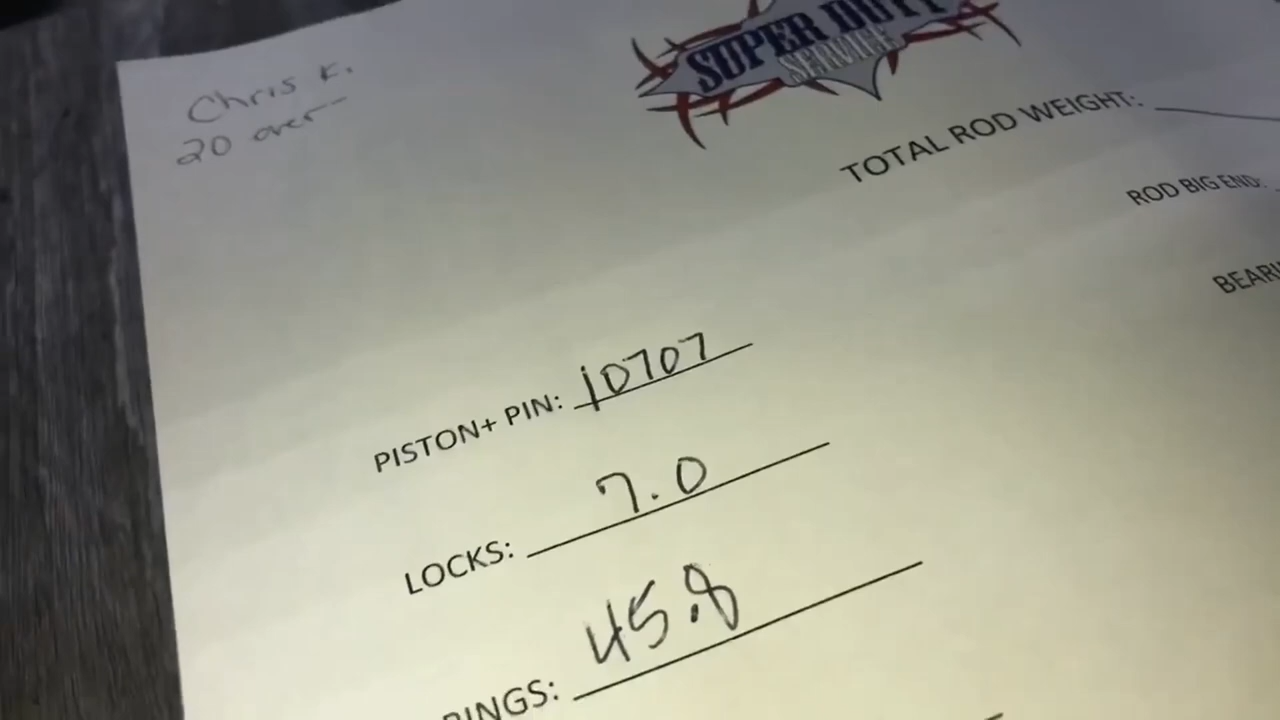 Chris K.
20 over
SUPER DUTY
SERVICE
TOTAL ROD WEIGHT:
ROD BIG END:
PISTON+ PIN: 10707
LOCKS: 7.0
45.8